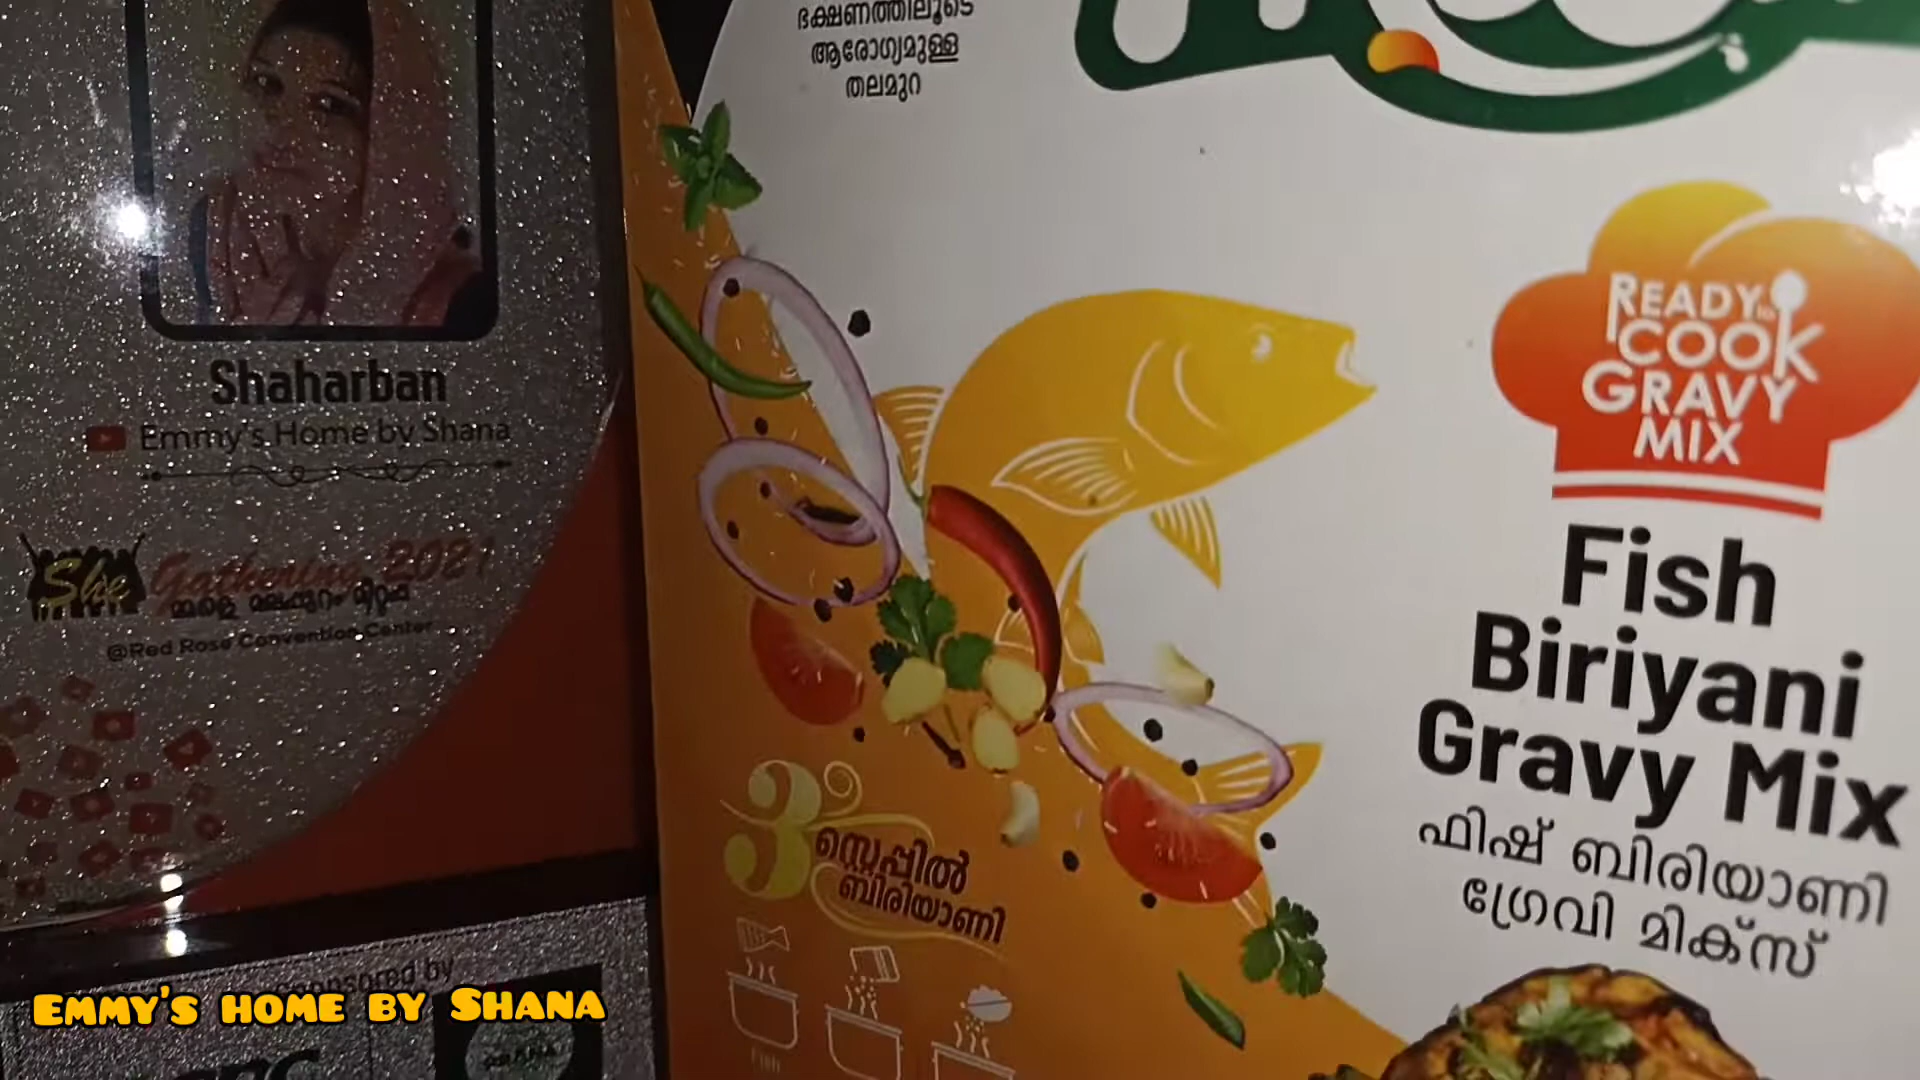 ഭക്ഷണത്തിലൂടെ
ആരോഗ്യമുള്ള
തലമുറ
READY to
COOK
GRAVY
MIX
Fish
Biriyani
Gravy Mix
ഫിഷ് ബിരിയാണി
ഗ്രേവി മിക്സ്
3 സ്റ്റെപ്പിൽ
ബിരിയാണി
Shaharban
Emmy's Home by Shana
She Gathering 2021
@Red Rose Convention Center
sponsored by
EMMY'S HOME BY SHANA